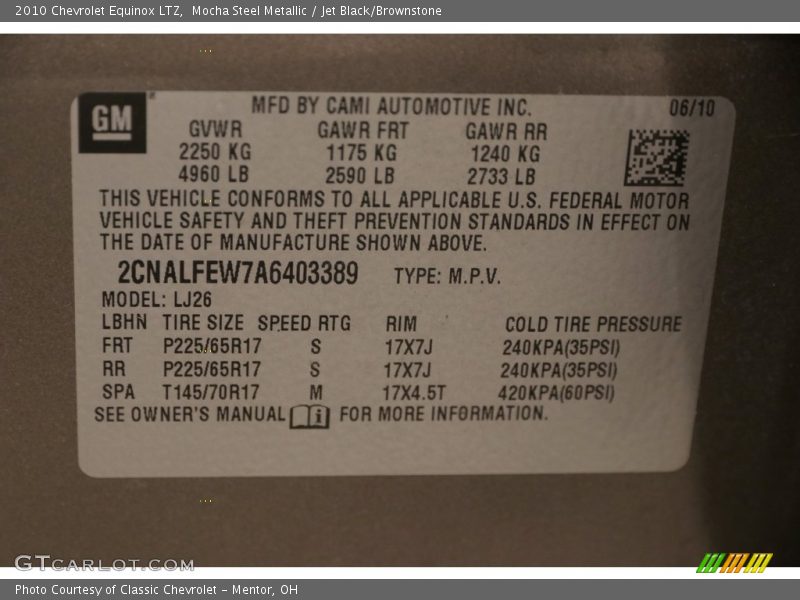 2010 Chevrolet Equinox LTZ, Mocha Steel Metallic / Jet Black/Brownstone
GM
MFD BY CAMI AUTOMOTIVE INC. 06/10
GVWR GAWR FRT GAWR RR
2250 KG 1175 KG 1240 KG
4960 LB 2590 LB 2733 LB
THIS VEHICLE CONFORMS TO ALL APPLICABLE U.S. FEDERAL MOTOR
VEHICLE SAFETY AND THEFT PREVENTION STANDARDS IN EFFECT ON
THE DATE OF MANUFACTURE SHOWN ABOVE.
2CNALFEW7A6403389 TYPE: M.P.V.
MODEL: LJ26
LBHN TIRE SIZE SPEED RTG RIM COLD TIRE PRESSURE
FRT P225/65R17 S 17X7J 240KPA(35PSI)
RR P225/65R17 S 17X7J 240KPA(35PSI)
SPA T145/70R17 M 17X4.5T 420KPA(60PSI)
SEE OWNER'S MANUAL i FOR MORE INFORMATION.
GTCARLOT.COM
Photo Courtesy of Classic Chevrolet - Mentor, OH